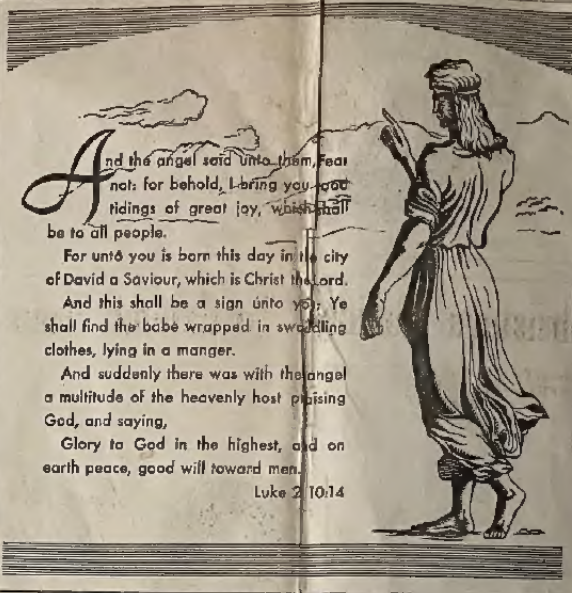 And the angel said unto them, Fear
not: for behold, I bring you good
tidings of great joy, which shall
be to all people.
For unto you is born this day in the city
of David a Saviour, which is Christ the Lord.
And this shall be a sign unto you; Ye
shall find the babe wrapped in swaddling
clothes, lying in a manger.
And suddenly there was with the angel
a multitude of the heavenly host praising
God, and saying,
Glory to God in the highest, and on
earth peace, good will toward men.
Luke 2 10:14